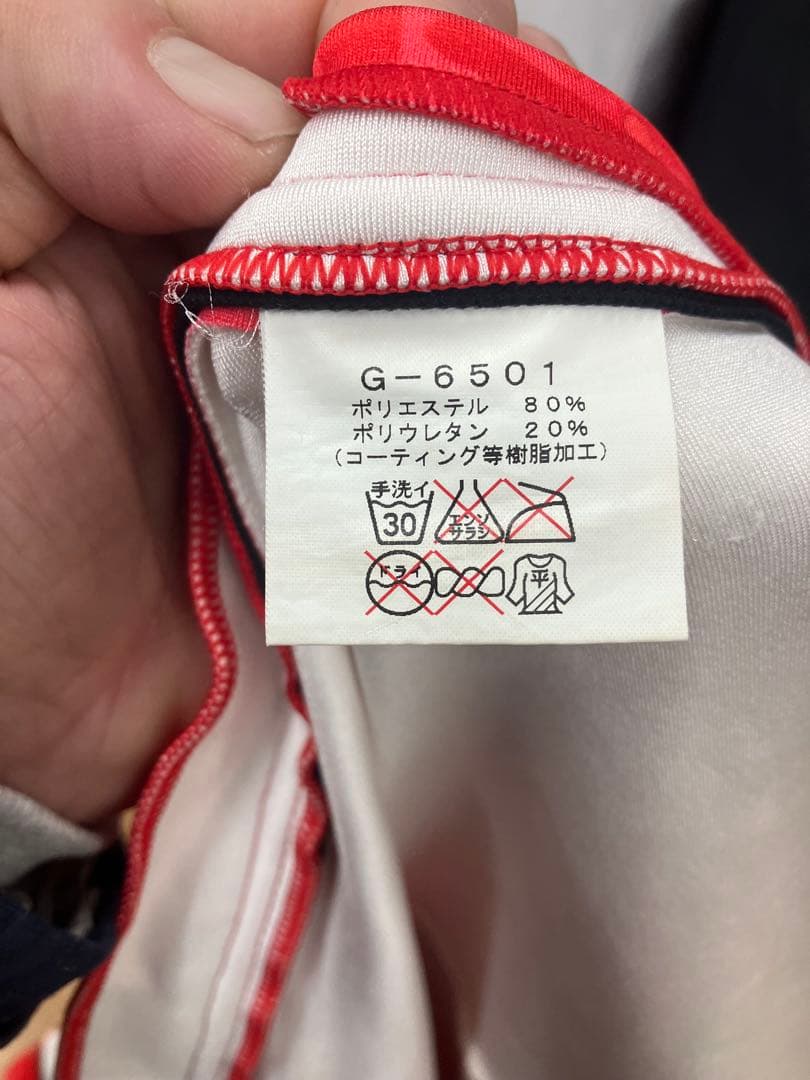 G-6501
ポリエステル 80%
ポリウレタン 20%
(コーティング等樹脂加工)
手洗イ
30
エンソ
サラシ
ドライ
平